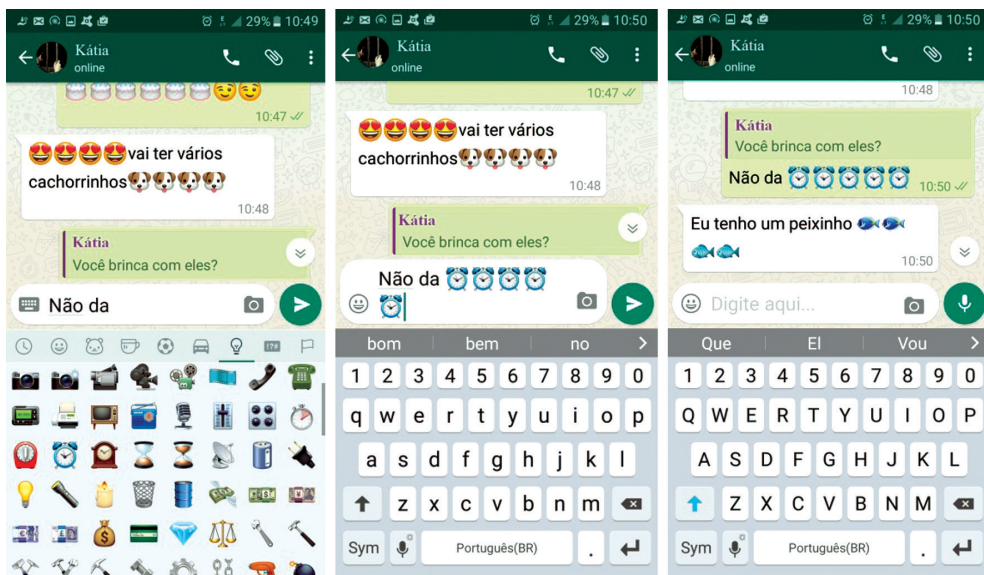 29% 10:49
Kátia
online
10:47
vai ter vários
cachorrinhos
10:48
Kátia
Você brinca com eles?
Não da
!?#
29% 10:50
Kátia
online
10:47
vai ter vários
cachorrinhos
10:48
Kátia
Você brinca com eles?
Não da
bom bem no
1 2 3 4 5 6 7 8 9 0
q w e r t y u i o p
a s d f g h j k l
z x c v b n m
Sym Português(BR) .
29% 10:50
Kátia
online
10:48
Kátia
Você brinca com eles?
Não da
10:50
Eu tenho um peixinho
10:50
Digite aqui...
Que El Vou
1 2 3 4 5 6 7 8 9 0
Q W E R T Y U I O P
A S D F G H J K L
Z X C V B N M
Sym Português(BR) .